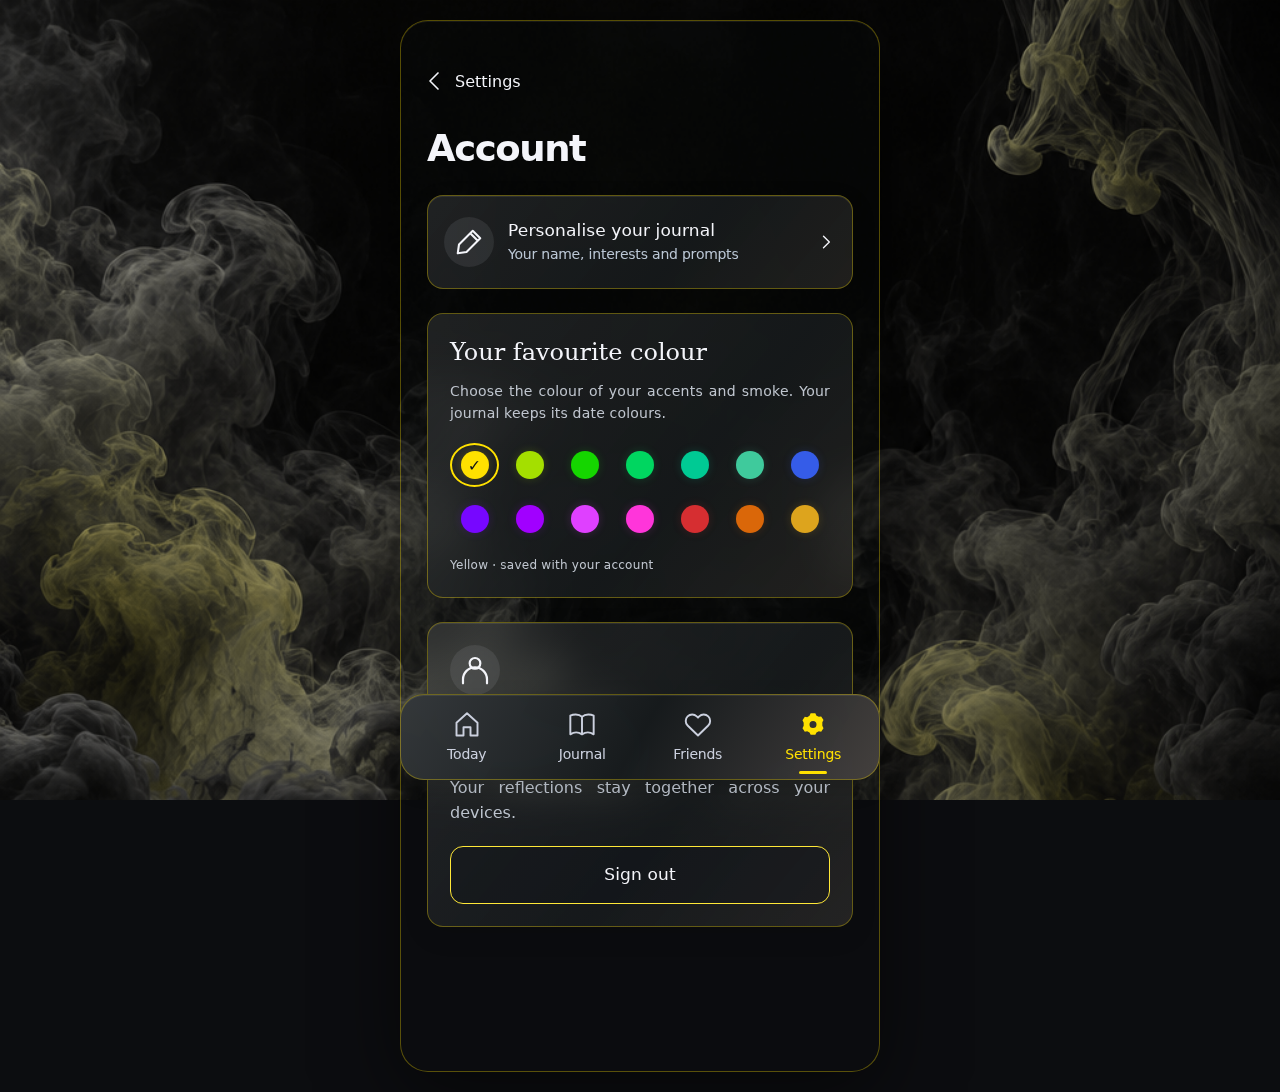 Settings
Account
Personalise your journal
Your name, interests and prompts
Your favourite colour
Choose the colour of your accents and smoke. Your
journal keeps its date colours.
✓
Yellow · saved with your account
Today
Journal
Friends
Settings
Your reflections stay together across your
devices.
Sign out